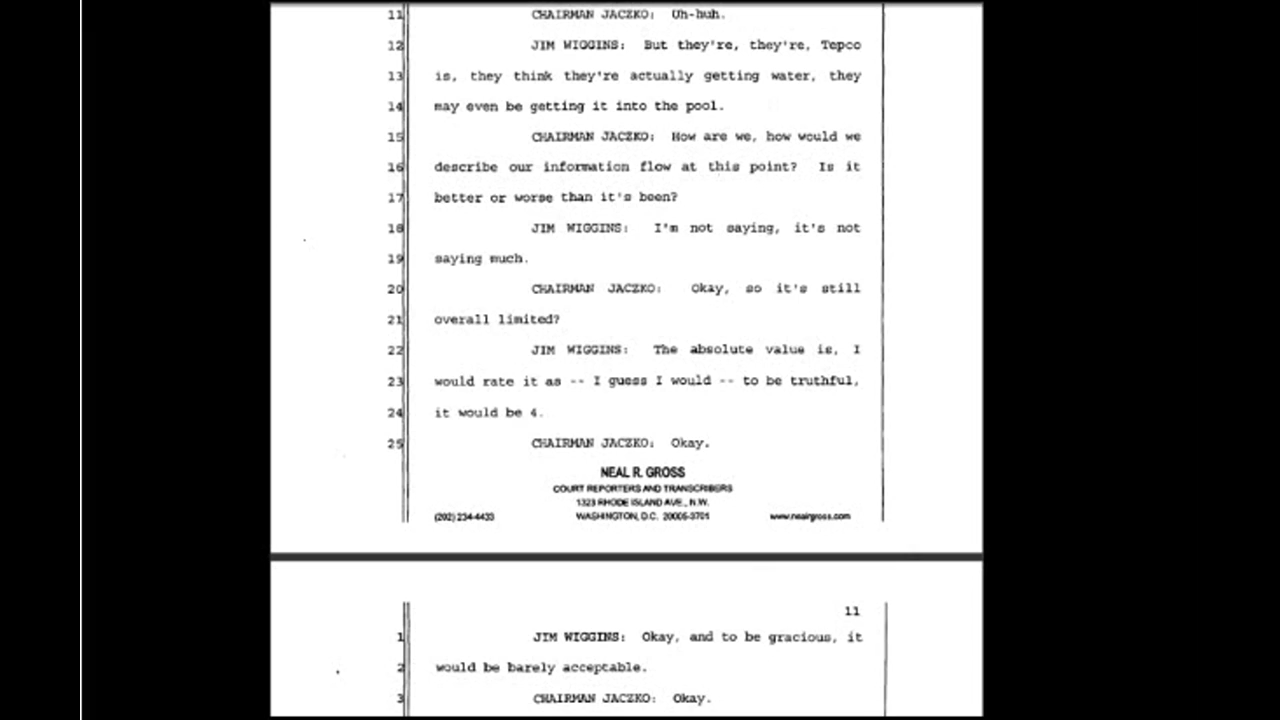 11 CHAIRMAN JACZKO: Uh-huh.
12 JIM WIGGINS: But they're, they're, Tepco
13 is, they think they're actually getting water, they
14 may even be getting it into the pool.
15 CHAIRMAN JACZKO: How are we, how would we
16 describe our information flow at this point? Is it
17 better or worse than it's been?
18 JIM WIGGINS: I'm not saying, it's not
19 saying much.
20 CHAIRMAN JACZKO: Okay, so it's still
21 overall limited?
22 JIM WIGGINS: The absolute value is, I
23 would rate it as -- I guess I would -- to be truthful,
24 it would be 4.
25 CHAIRMAN JACZKO: Okay.
NEAL R. GROSS
COURT REPORTERS AND TRANSCRIBERS
1323 RHODE ISLAND AVE., N.W.
(202) 234-4433 WASHINGTON, D.C. 20005-3701 www.nealrgross.com
11
1 JIM WIGGINS: Okay, and to be gracious, it
2 would be barely acceptable.
3 CHAIRMAN JACZKO: Okay.